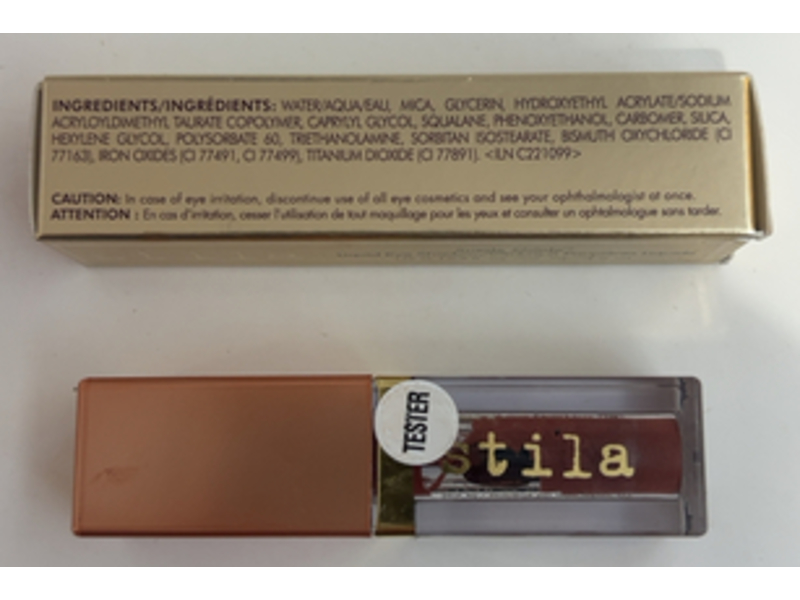 INGREDIENTS/INGRÉDIENTS: WATER/AQUA/EAU, MICA, GLYCERIN, HYDROXYETHYL ACRYLATE/SODIUM
ACRYLOYLDIMETHYL TAURATE COPOLYMER, CAPRYLYL GLYCOL, SQUALANE, PHENOXYETHANOL, CARBOMER, SILICA,
HEXYLENE GLYCOL, POLYSORBATE 60, TRIETHANOLAMINE, SORBITAN ISOSTEARATE, BISMUTH OXYCHLORIDE (CI
77163), IRON OXIDES (CI 77491, CI 77499), TITANIUM DIOXIDE (CI 77891). <ILN C221099>
CAUTION: In case of eye irritation, discontinue use of all eye cosmetics and see your ophthalmologist at once.
ATTENTION : En cas d'irritation, cesser l'utilisation de tout maquillage pour les yeux et consulter un ophtalmologue sans tarder.
TESTER
stila